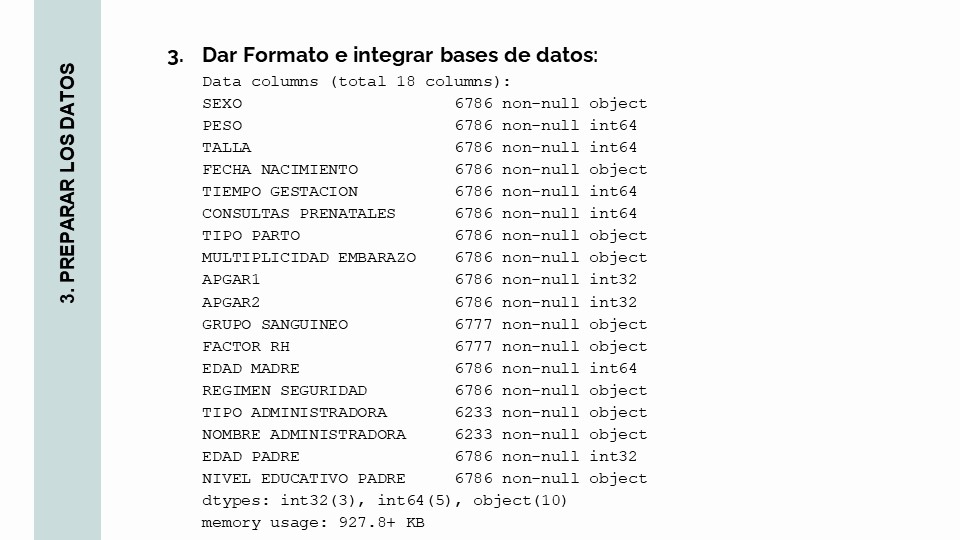 3. PREPARAR LOS DATOS
3. Dar Formato e integrar bases de datos:
Data columns (total 18 columns):
SEXO 6786 non-null object
PESO 6786 non-null int64
TALLA 6786 non-null int64
FECHA NACIMIENTO 6786 non-null object
TIEMPO GESTACION 6786 non-null int64
CONSULTAS PRENATALES 6786 non-null int64
TIPO PARTO 6786 non-null object
MULTIPLICIDAD EMBARAZO 6786 non-null object
APGAR1 6786 non-null int32
APGAR2 6786 non-null int32
GRUPO SANGUINEO 6777 non-null object
FACTOR RH 6777 non-null object
EDAD MADRE 6786 non-null int64
REGIMEN SEGURIDAD 6786 non-null object
TIPO ADMINISTRADORA 6233 non-null object
NOMBRE ADMINISTRADORA 6233 non-null object
EDAD PADRE 6786 non-null int32
NIVEL EDUCATIVO PADRE 6786 non-null object
dtypes: int32(3), int64(5), object(10)
memory usage: 927.8+ KB